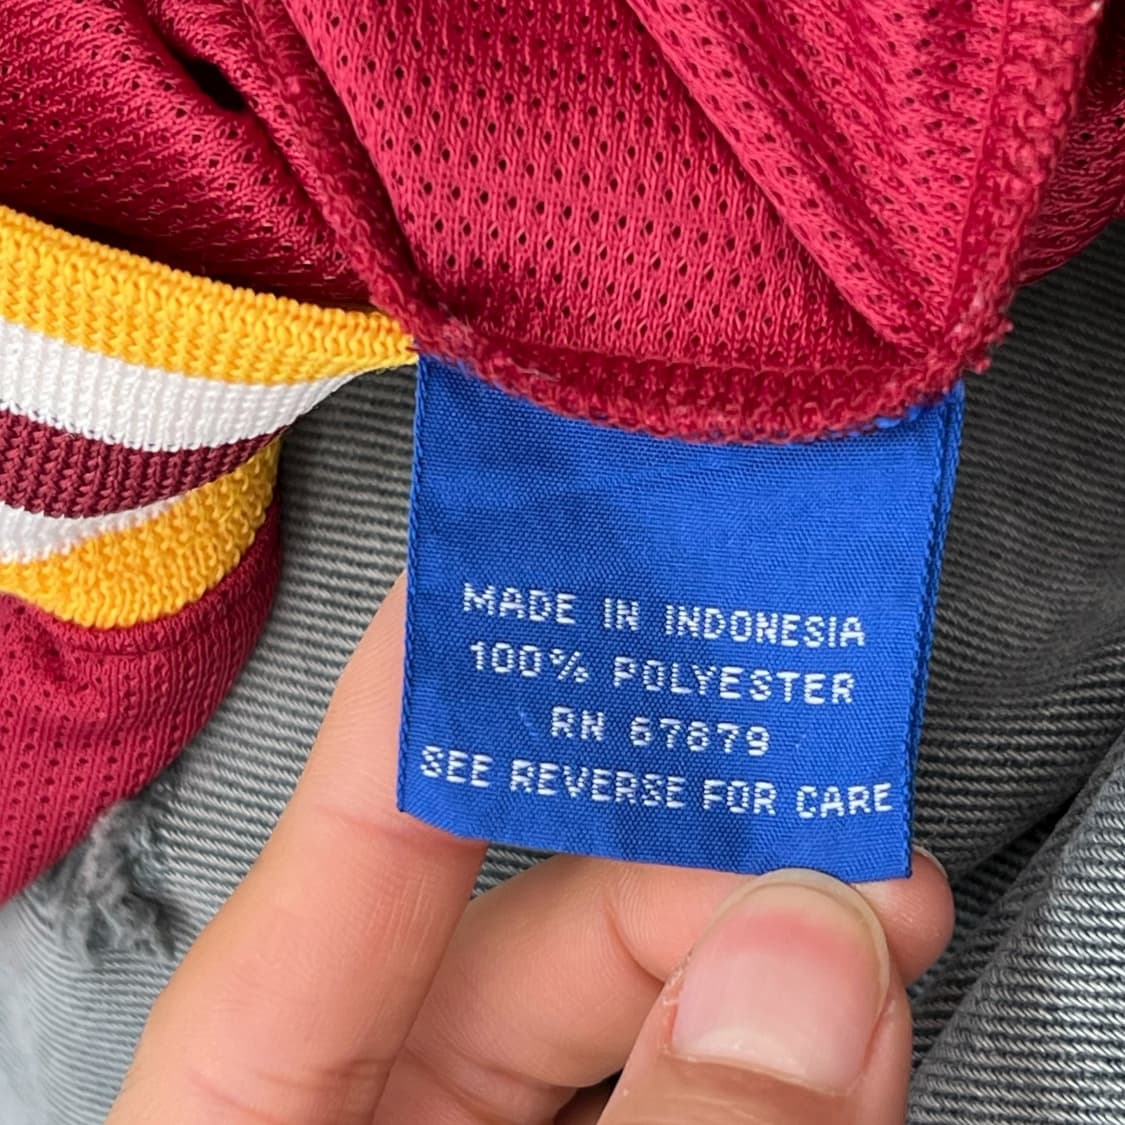 MADE IN INDONESIA
100% POLYESTER
RN 67879
SEE REVERSE FOR CARE